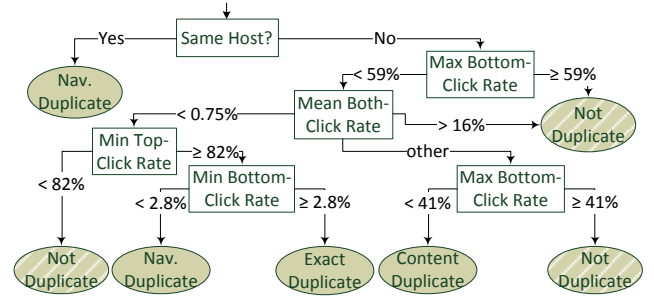 Yes
Same Host?
No
Nav.
Duplicate
Max Bottom-
Click Rate
< 59%
≥ 59%
Mean Both-
Click Rate
< 0.75%
> 16%
Not
Duplicate
Min Top-
Click Rate
≥ 82%
other
< 82%
Min Bottom-
Click Rate
Max Bottom-
Click Rate
< 2.8%
≥ 2.8%
< 41%
≥ 41%
Not
Duplicate
Nav.
Duplicate
Exact
Duplicate
Content
Duplicate
Not
Duplicate